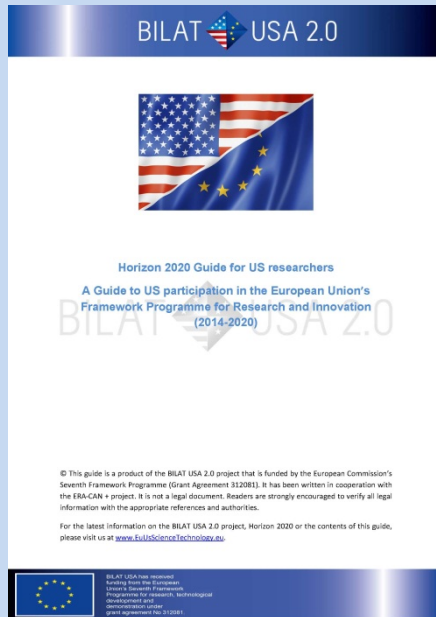 BILAT USA 2.0
Horizon 2020 Guide for US researchers
A Guide to US participation in the European Union's
Framework Programme for Research and Innovation
(2014-2020)
BILAT USA 2.0
© This guide is a product of the BILAT USA 2.0 project that is funded by the European Commission's
Seventh Framework Programme (Grant Agreement 312081). It has been written in cooperation with
the ERA-CAN + project. It is not a legal document. Readers are strongly encouraged to verify all legal
information with the appropriate references and authorities.
For the latest information on the BILAT USA 2.0 project, Horizon 2020 or the contents of this guide,
please visit us at www.EuUsScienceTechnology.eu.
BILAT USA has received
funding from the European
Union's Seventh Framework
Programme for research, technological
development and
demonstration under
grant agreement No 312081.